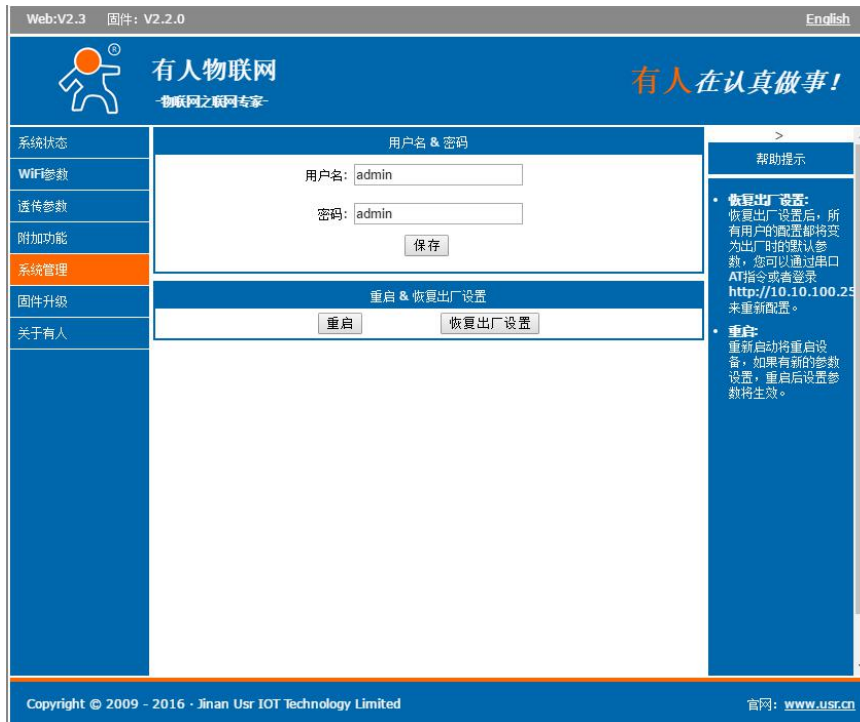 Web:V2.3 固件: V2.2.0 English
®
有人物联网
-物联网之联网专家-
有人在认真做事!
系统状态
WiFi参数
透传参数
附加功能
系统管理
固件升级
关于有人
用户名 & 密码
用户名: admin
密码: admin
保存
重启 & 恢复出厂设置
重启 恢复出厂设置
>
帮助提示
• 恢复出厂设置:
恢复出厂设置后，所
有用户的配置都将变
为出厂时的默认参
数，您可以通过串口
AT指令或者登录
http://10.10.100.25
来重新配置。
• 重启:
重新启动将重启设
备，如果有新的参数
设置，重启后设置参
数将生效。
Copyright © 2009 - 2016 · Jinan Usr IOT Technology Limited 官网: www.usr.cn